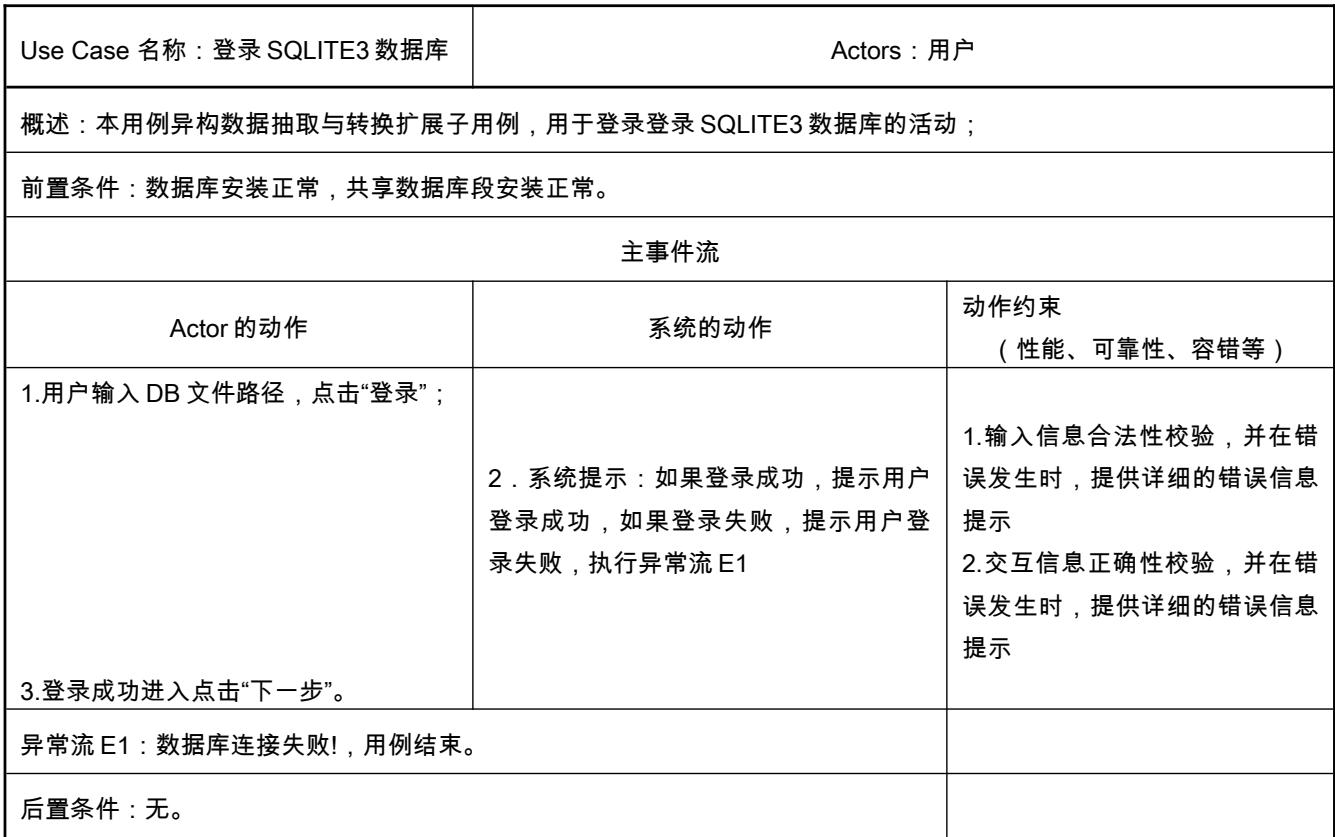 Use Case 名称：登录 SQLITE3 数据库
Actors：用户
概述：本用例异构数据抽取与转换扩展子用例，用于登录登录 SQLITE3 数据库的活动；
前置条件：数据库安装正常，共享数据库段安装正常。
主事件流
Actor 的动作
系统的动作
动作约束
（性能、可靠性、容错等）
1.用户输入 DB 文件路径，点击“登录”；
2．系统提示：如果登录成功，提示用户
登录成功，如果登录失败，提示用户登
录失败，执行异常流 E1
1.输入信息合法性校验，并在错
误发生时，提供详细的错误信息
提示
2.交互信息正确性校验，并在错
误发生时，提供详细的错误信息
提示
3.登录成功进入点击“下一步”。
异常流 E1：数据库连接失败!，用例结束。
后置条件：无。